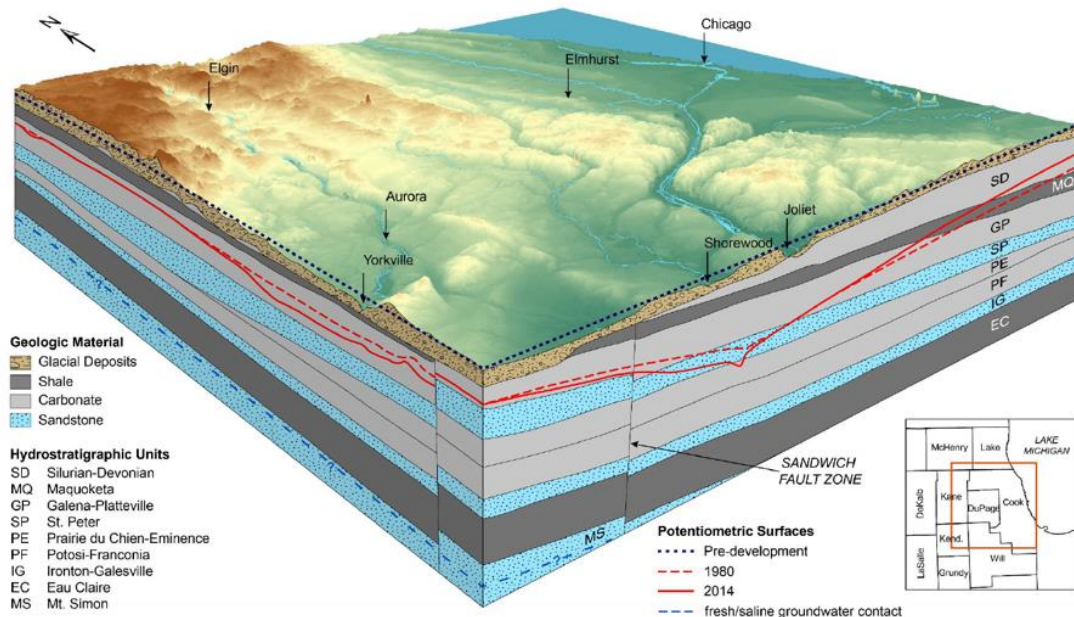 N
Chicago
Elmhurst
Elgin
Aurora
Yorkville
Joliet
Shorewood
SD
MQ
GP
SP
PE
PF
IG
EC
MS
?
?
?
SANDWICH
FAULT ZONE
Geologic Material
Glacial Deposits
Shale
Carbonate
Sandstone
Hydrostratigraphic Units
SD Silurian-Devonian
MQ Maquoketa
GP Galena-Platteville
SP St. Peter
PE Prairie du Chien-Eminence
PF Potosi-Franconia
IG Ironton-Galesville
EC Eau Claire
MS Mt. Simon
Potentiometric Surfaces
Pre-development
1980
2014
fresh/saline groundwater contact
McHenry
Lake
LAKE
MICHIGAN
DeKalb
Kane
Cook
DuPage
Kend.
LaSalle
Will
Grundy